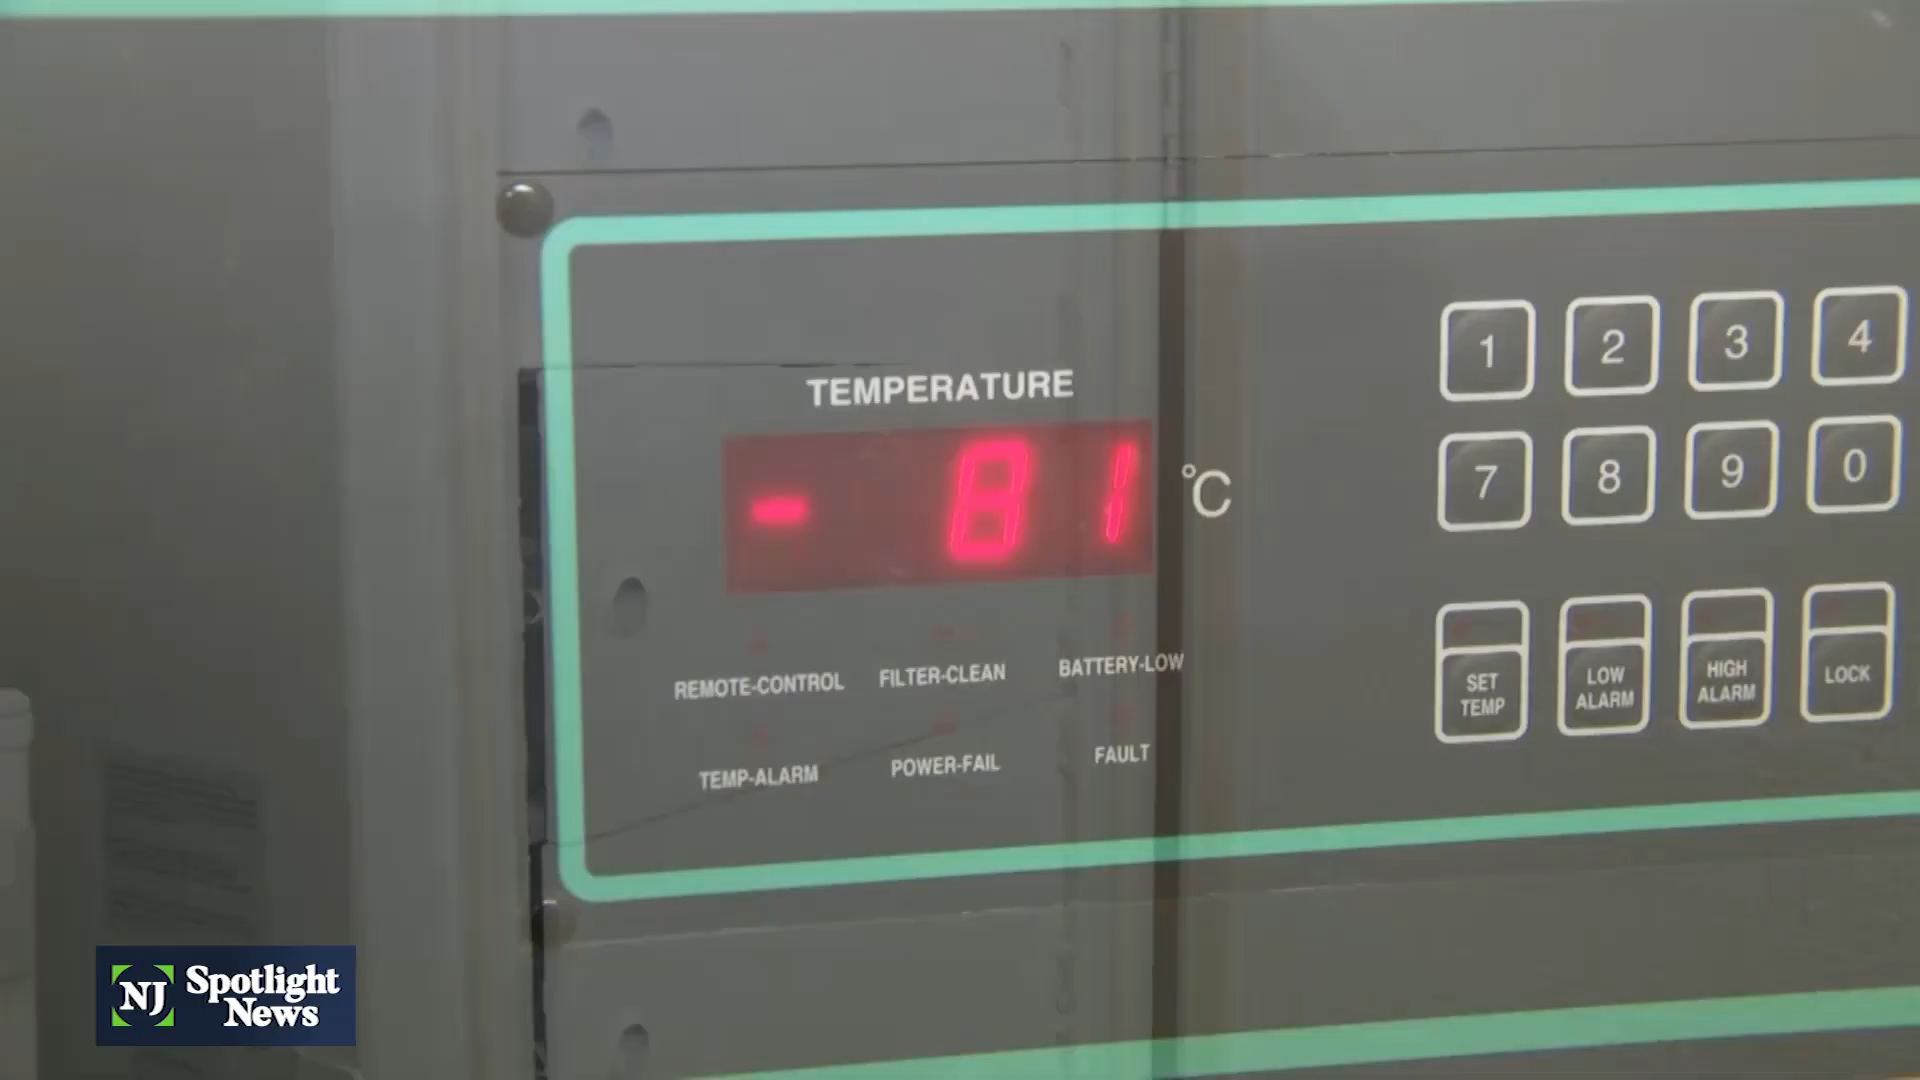 TEMPERATURE
- 81 °C
1 2 3 4
7 8 9 0
REMOTE-CONTROL FILTER-CLEAN BATTERY-LOW
TEMP-ALARM POWER-FAIL FAULT
SET
TEMP
LOW
ALARM
HIGH
ALARM
LOCK
NJ Spotlight
News